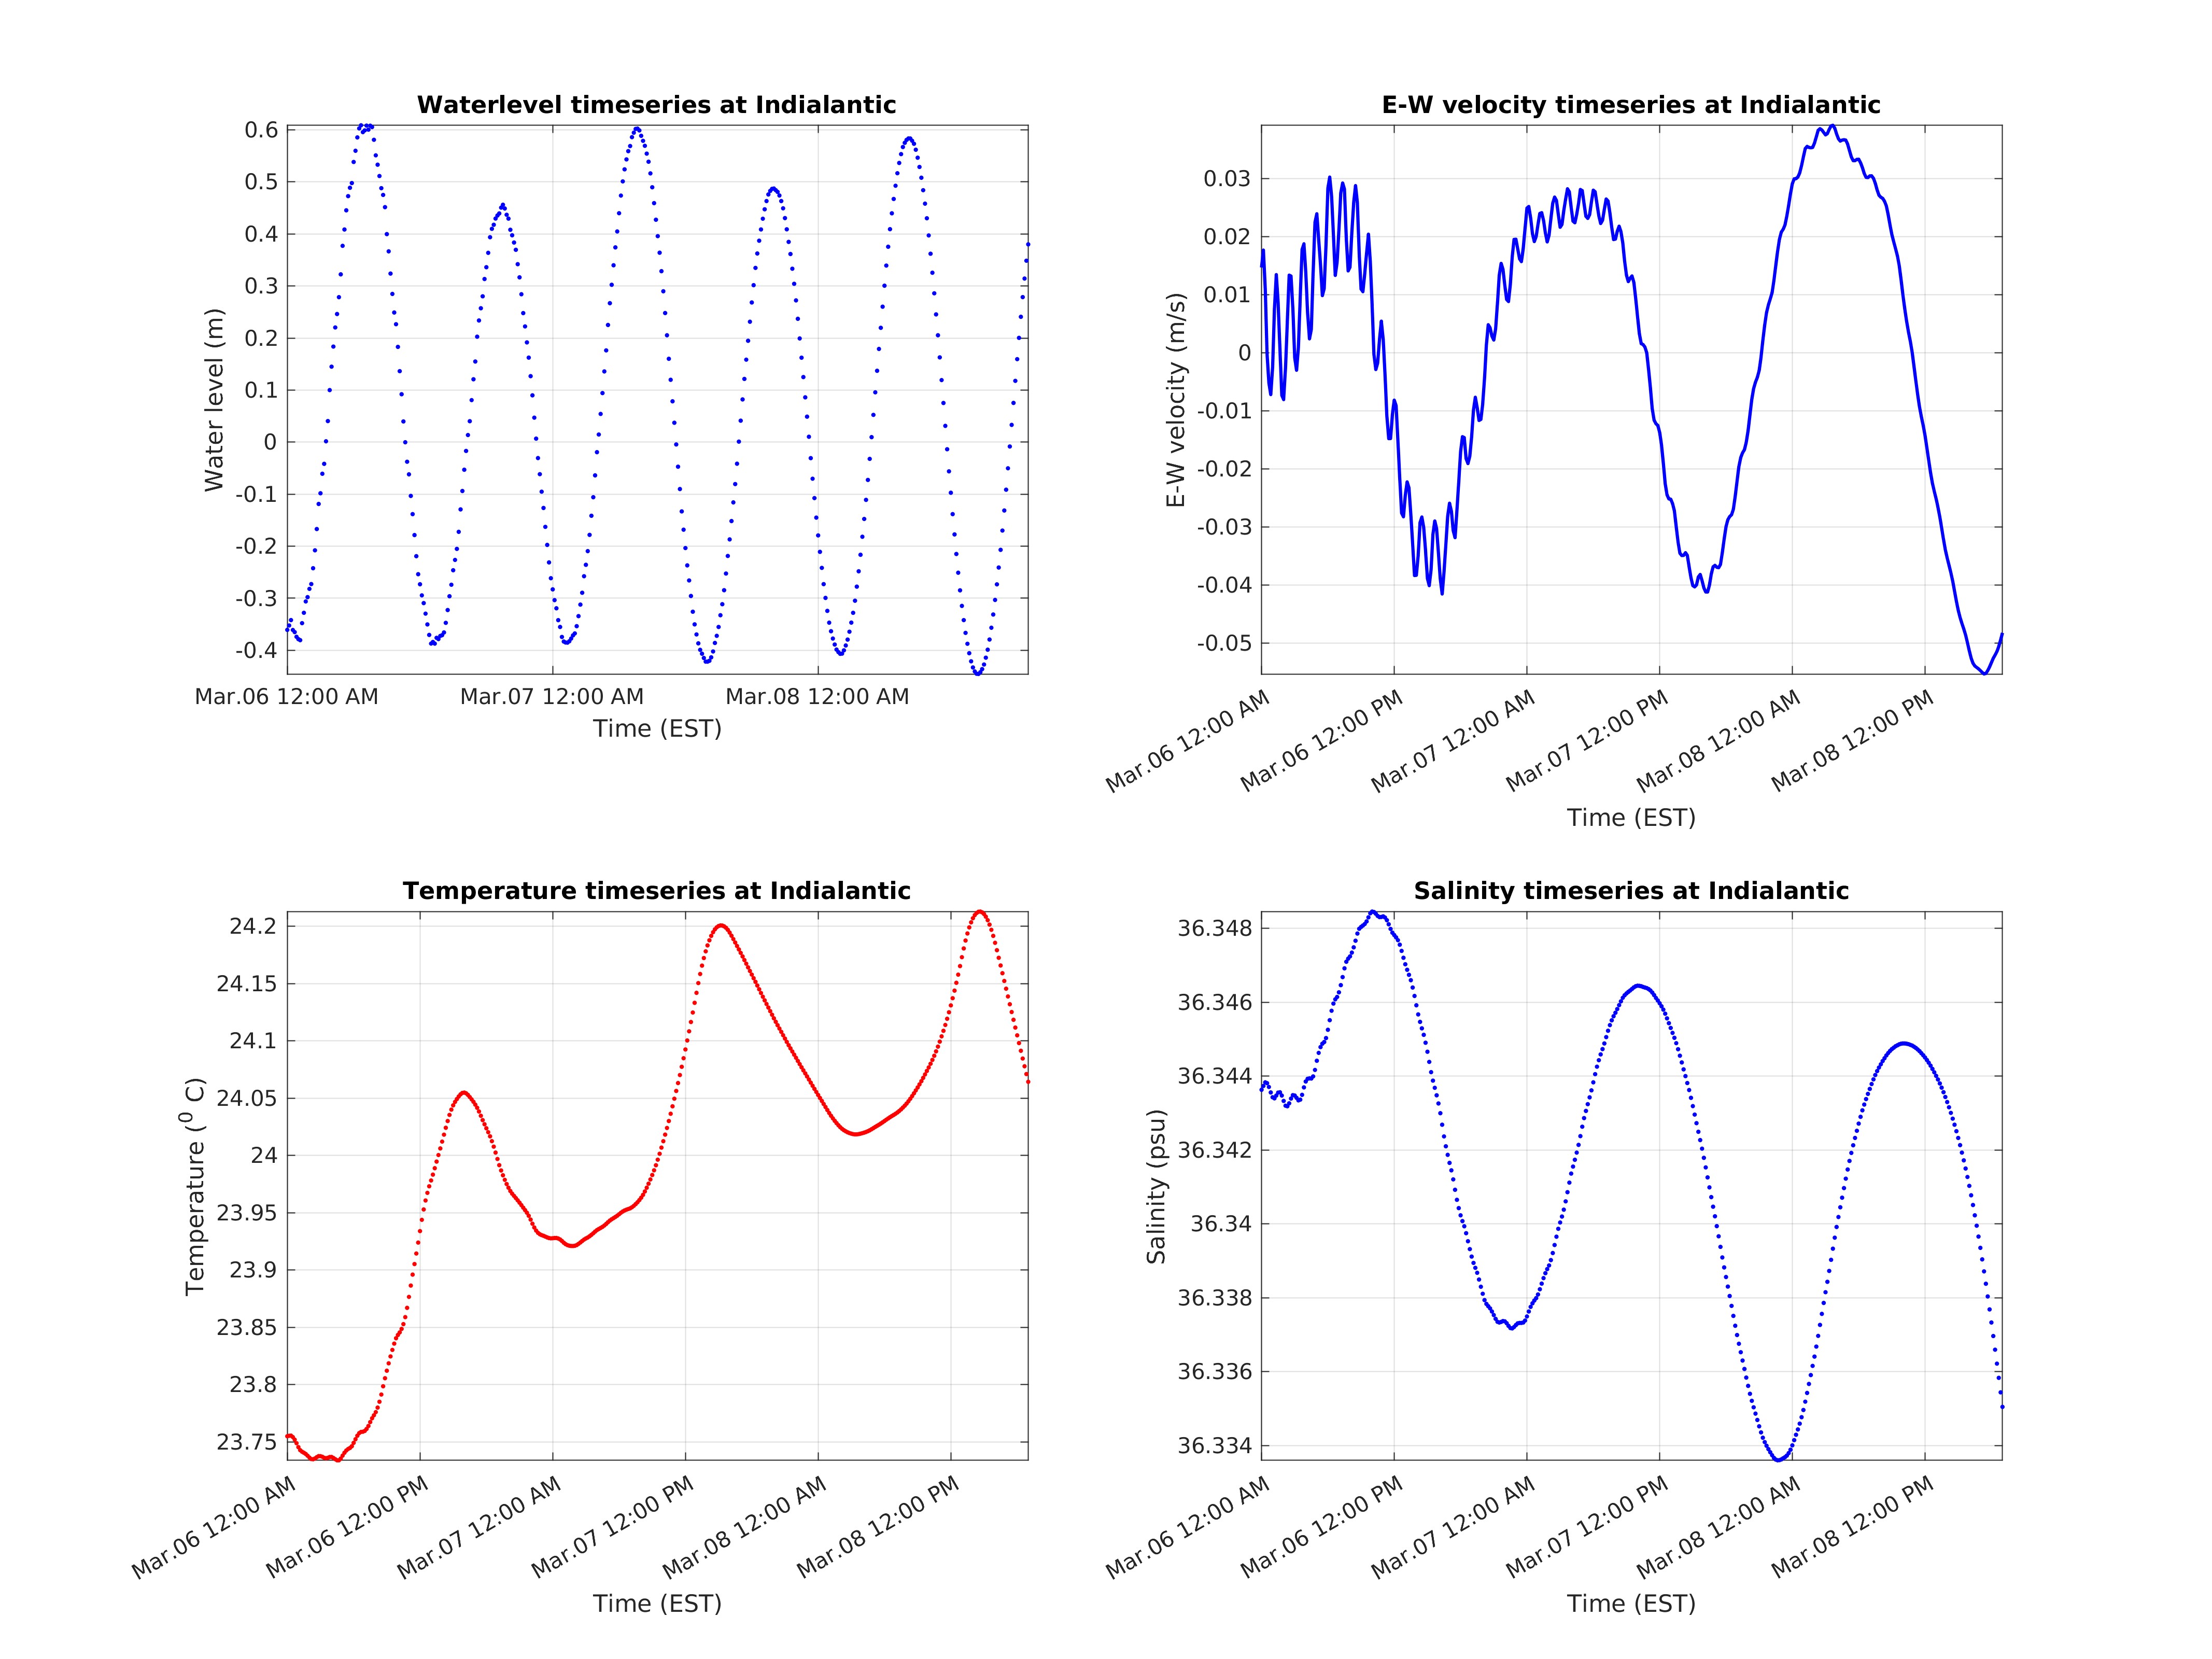 Waterlevel timeseries at Indialantic
0.6
0.5
0.4
0.3
0.2
0.1
0
-0.1
-0.2
-0.3
-0.4
Water level (m)
Mar.06 12:00 AM
Mar.07 12:00 AM
Mar.08 12:00 AM
Time (EST)
E-W velocity timeseries at Indialantic
0.03
0.02
0.01
0
-0.01
-0.02
-0.03
-0.04
-0.05
E-W velocity (m/s)
Mar.06 12:00 AM
Mar.06 12:00 PM
Mar.07 12:00 AM
Mar.07 12:00 PM
Mar.08 12:00 AM
Mar.08 12:00 PM
Time (EST)
Temperature timeseries at Indialantic
24.2
24.15
24.1
24.05
24
23.95
23.9
23.85
23.8
23.75
Temperature (⁰ C)
Mar.06 12:00 AM
Mar.06 12:00 PM
Mar.07 12:00 AM
Mar.07 12:00 PM
Mar.08 12:00 AM
Mar.08 12:00 PM
Time (EST)
Salinity timeseries at Indialantic
36.348
36.346
36.344
36.342
36.34
36.338
36.336
36.334
Salinity (psu)
Mar.06 12:00 AM
Mar.06 12:00 PM
Mar.07 12:00 AM
Mar.07 12:00 PM
Mar.08 12:00 AM
Mar.08 12:00 PM
Time (EST)